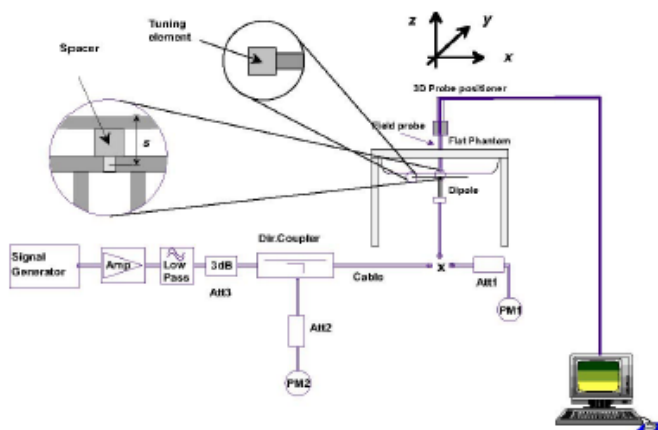 Tuning
element
Spacer
s
z
y
x
3D Probe positioner
Field probe
Flat Phantom
Dipole
Dir.Coupler
Signal
Generator
Amp
Low
Pass
3dB
Att3
Cable
x
Att1
PM1
Att2
PM2